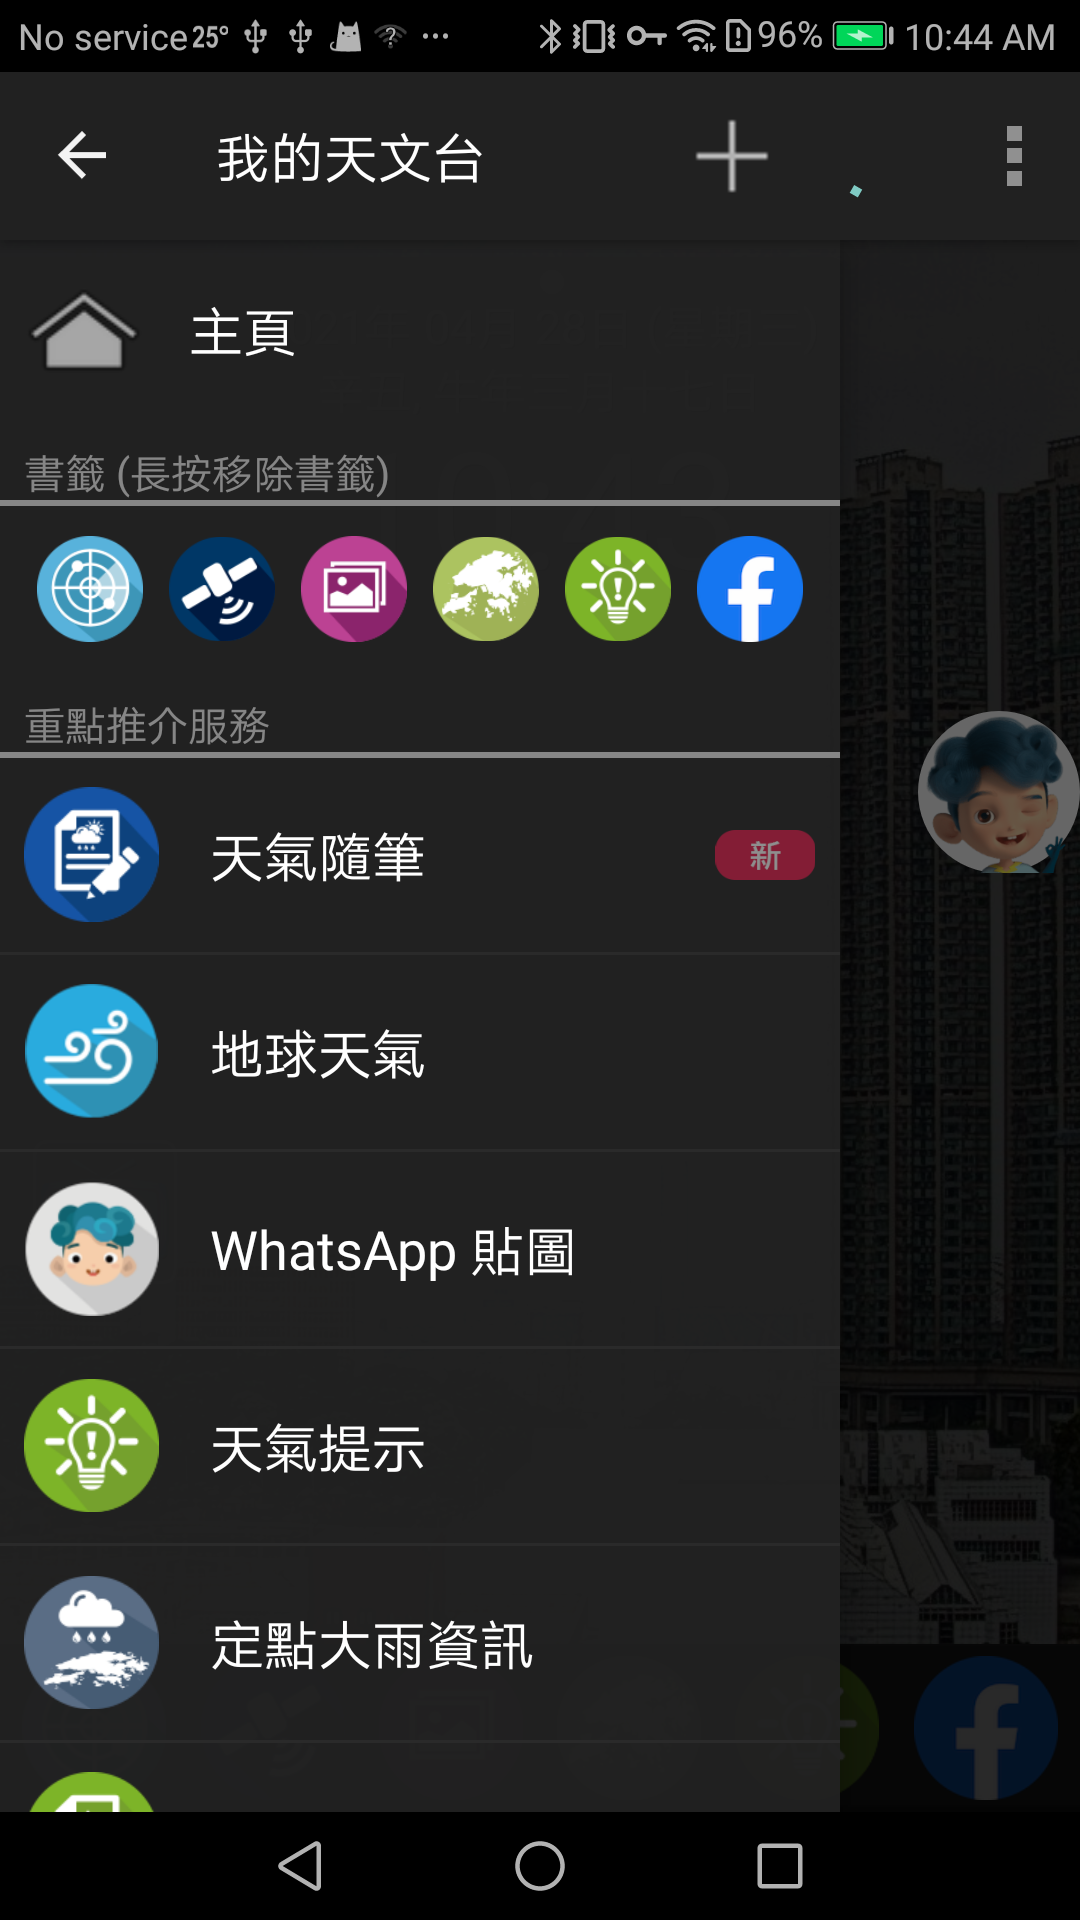 No service 25° 96% 10:44 AM
我的天文台
主頁
書籤 (長按移除書籤)
重點推介服務
天氣隨筆 新
地球天氣
WhatsApp 貼圖
天氣提示
定點大雨資訊